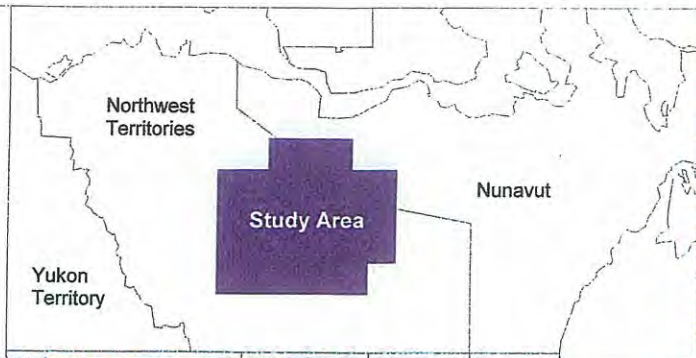 Northwest
Territories
Nunavut
Study Area
Yukon
Territory